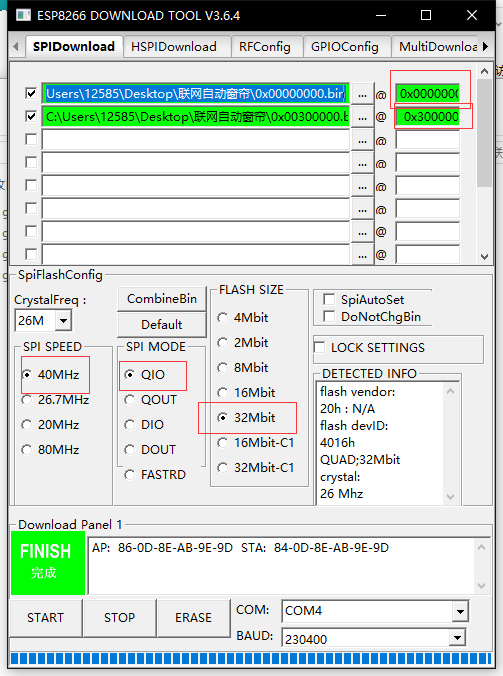 ESP8266 DOWNLOAD TOOL V3.6.4
SPIDownload HSPIDownload RFConfig GPIOConfig MultiDownload
Users\12585\Desktop\联网自动窗帘\0x00000000.bin ... @ 0x000000
C:\Users\12585\Desktop\联网自动窗帘\0x00300000.b ... @ 0x300000
... @
... @
... @
... @
... @
... @
SpiFlashConfig
CrystalFreq :
26M
CombineBin
Default
SPI SPEED
40MHz
26.7MHz
20MHz
80MHz
SPI MODE
QIO
QOUT
DIO
DOUT
FASTRD
FLASH SIZE
4Mbit
2Mbit
8Mbit
16Mbit
32Mbit
16Mbit-C1
32Mbit-C1
SpiAutoSet
DoNotChgBin
LOCK SETTINGS
DETECTED INFO
flash vendor:
20h : N/A
flash devID:
4016h
QUAD;32Mbit
crystal:
26 Mhz
Download Panel 1
FINISH
完成
AP: 86-0D-8E-AB-9E-9D STA: 84-0D-8E-AB-9E-9D
START STOP ERASE
COM: COM4
BAUD: 230400